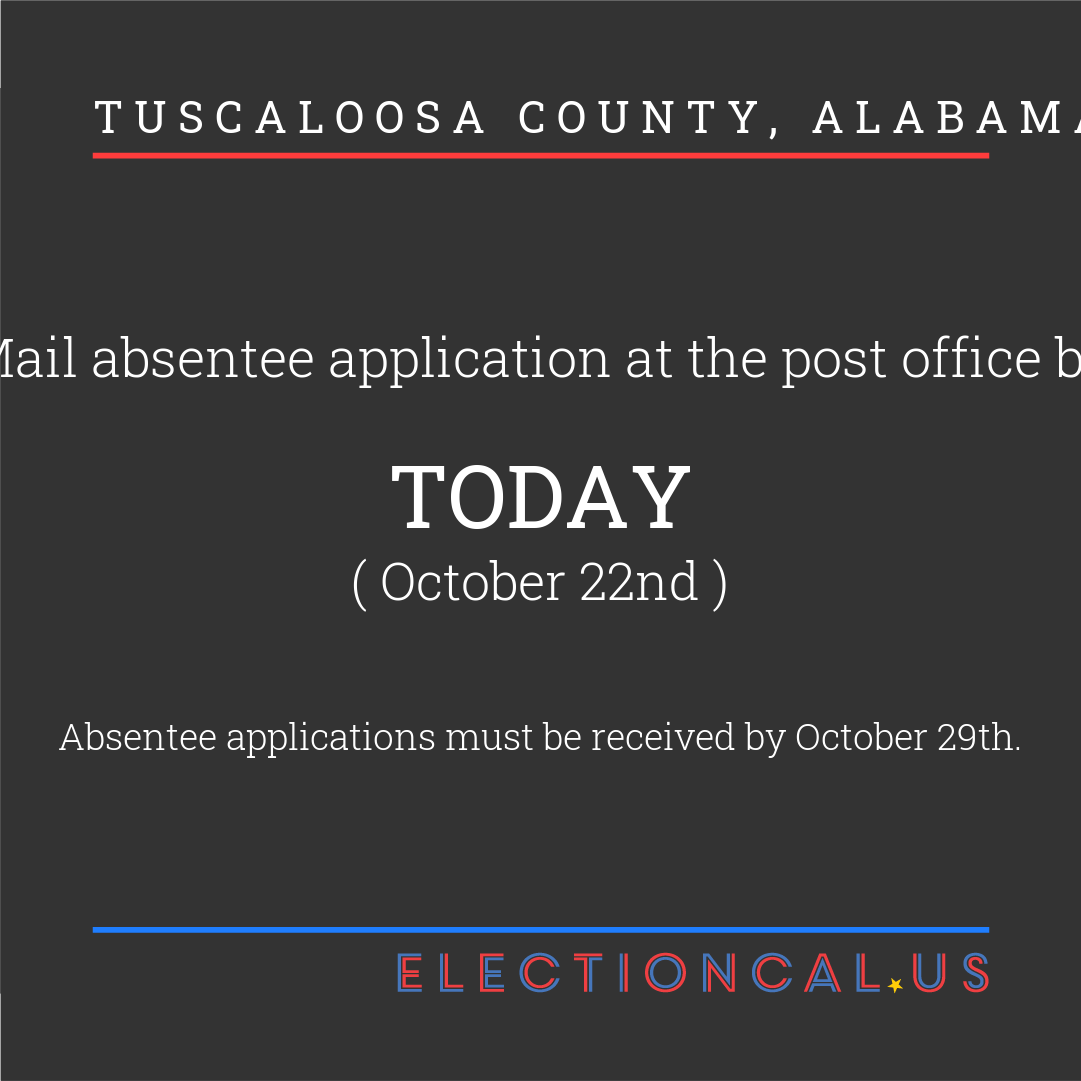 TUSCALOOSA COUNTY, ALABAMA
Mail absentee application at the post office b
TODAY
( October 22nd )
Absentee applications must be received by October 29th.
ELECTIONCAL.US